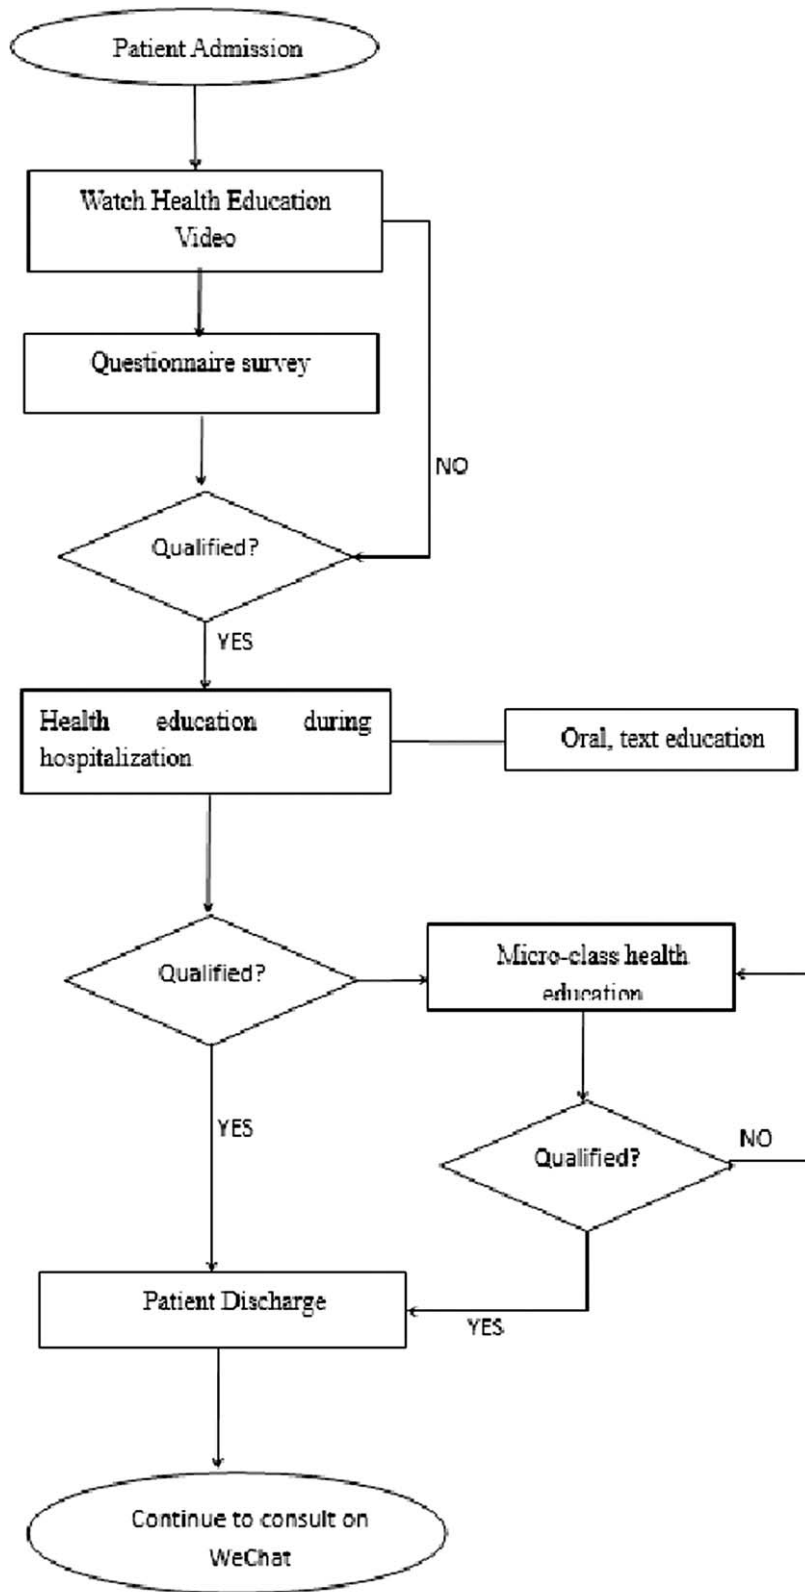 Patient Admission
Watch Health Education
Video
Questionnaire survey
NO
Qualified?
YES
Health education during
hospitalization
Oral, text education
Qualified?
Micro-class health
education
YES
Qualified?
NO
Patient Discharge
YES
Continue to consult on
WeChat